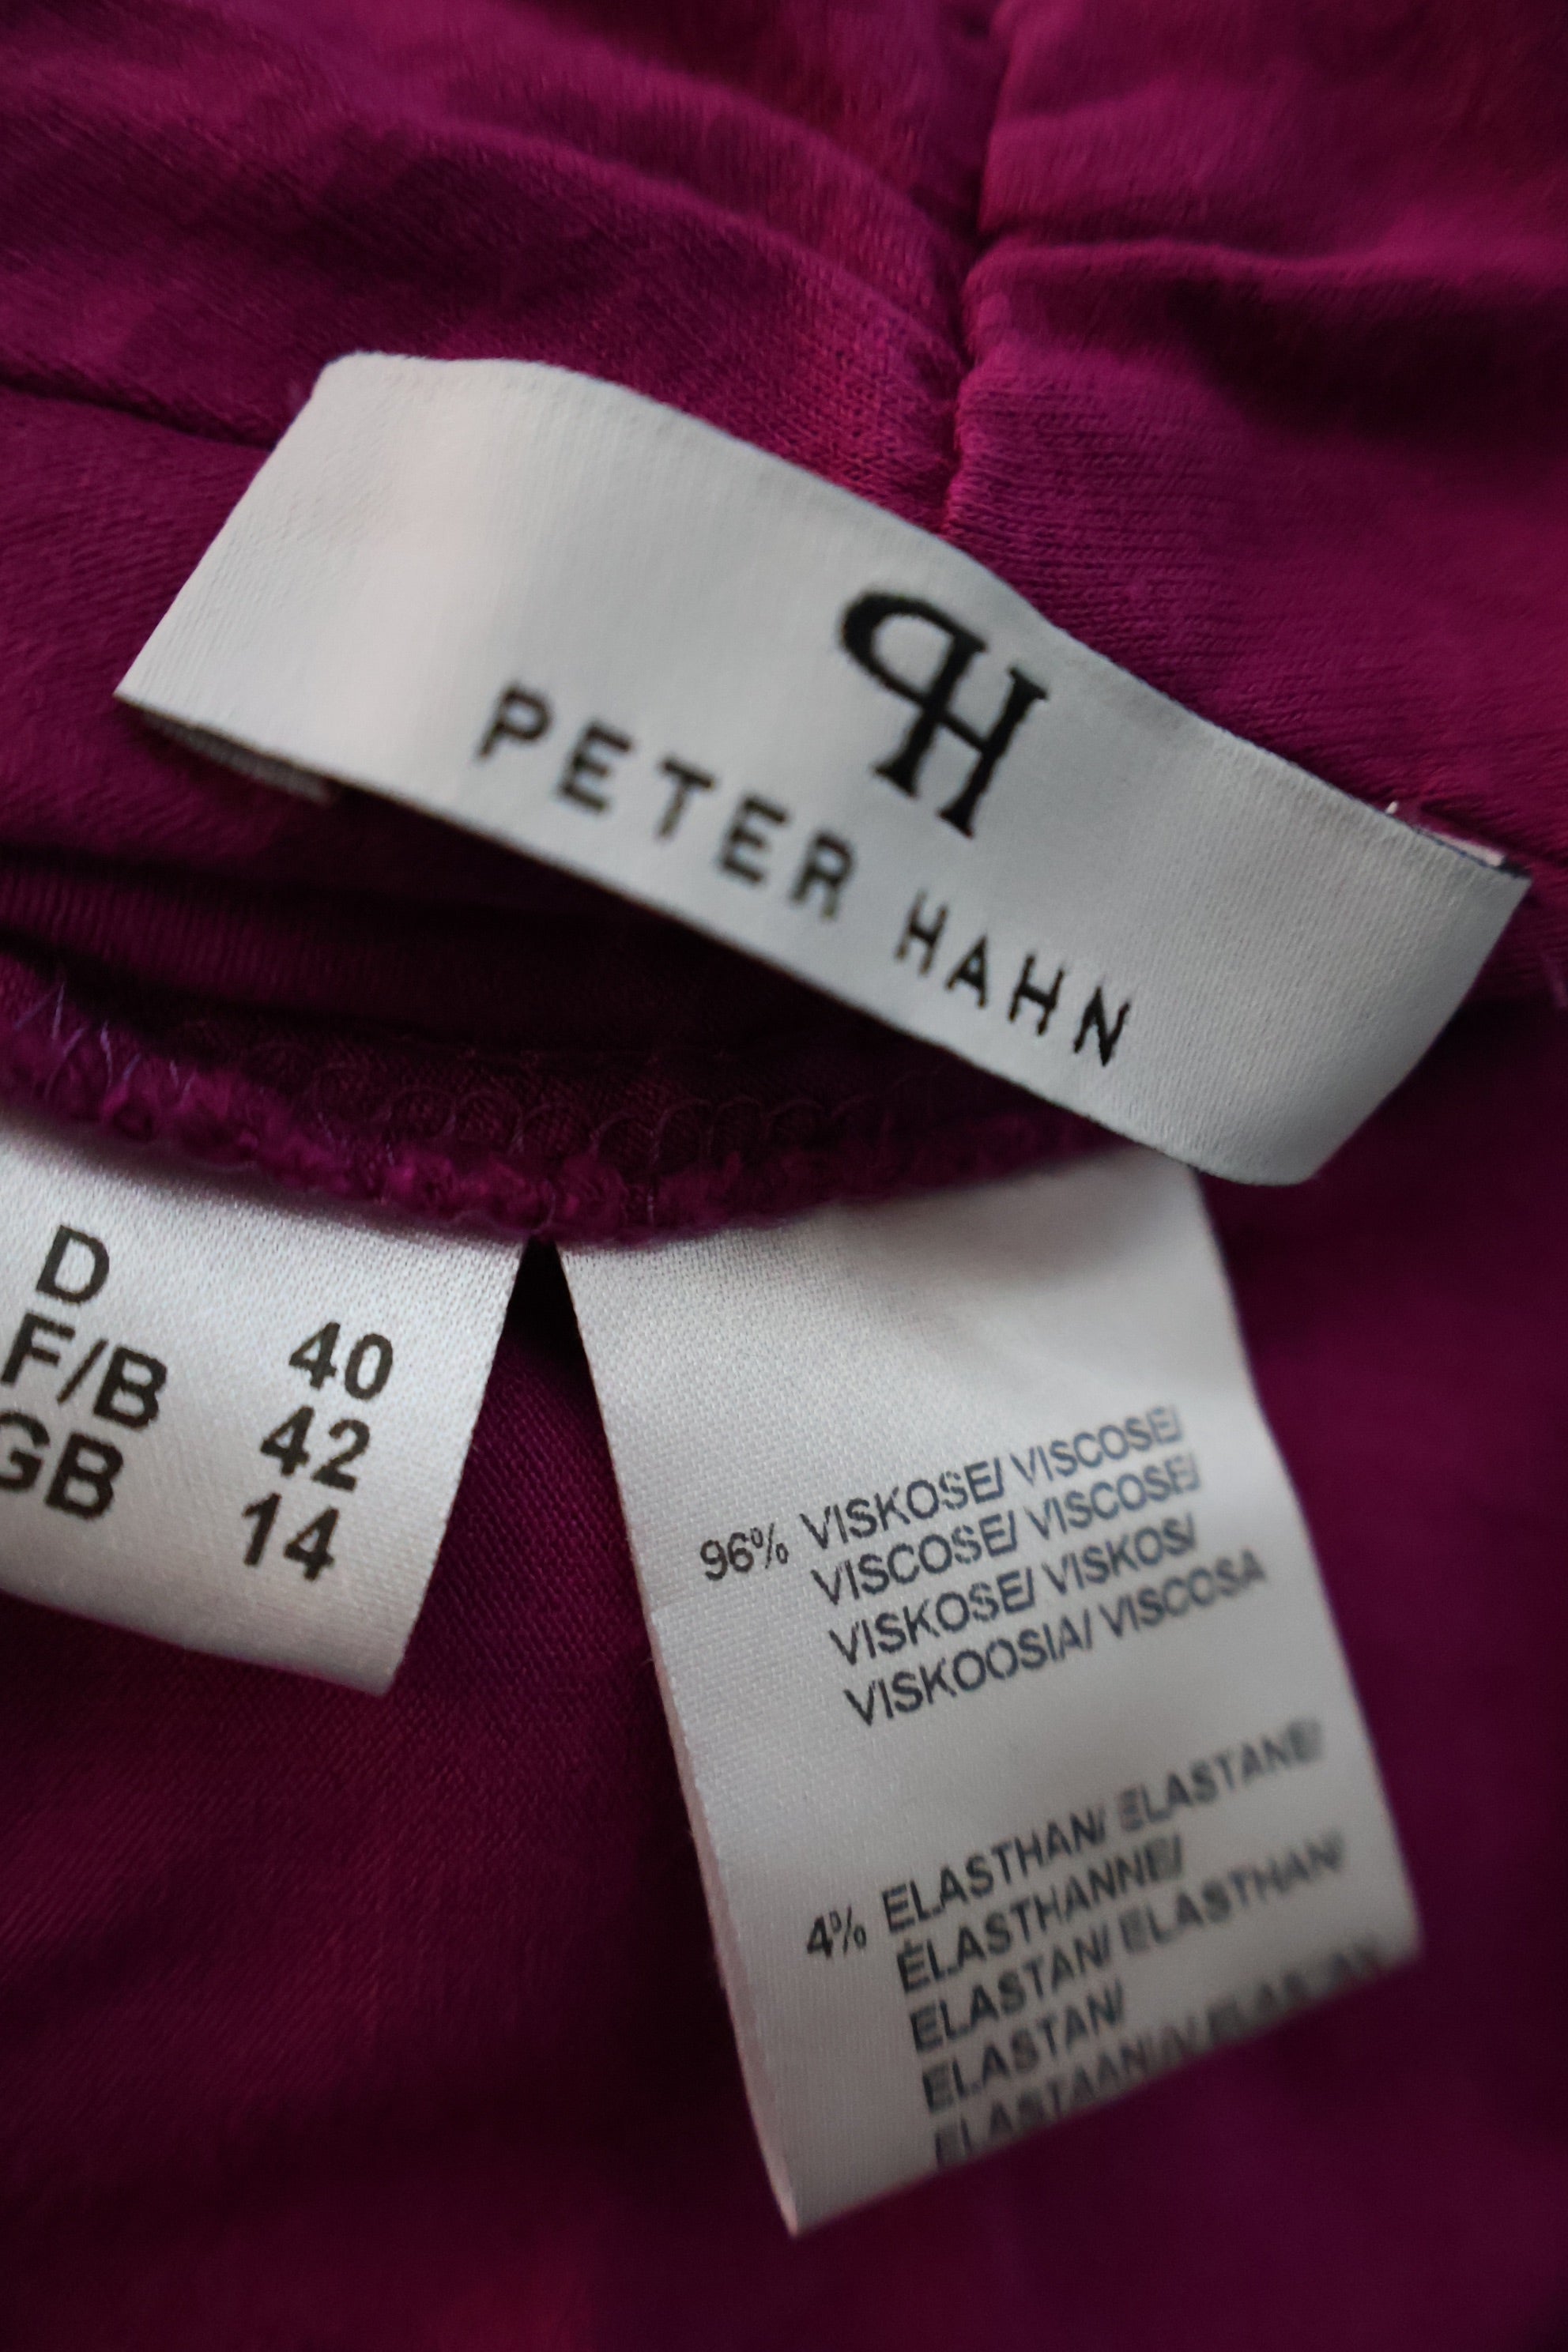 PH
PETER HAHN
D 40
F/B 42
GB 14
96% VISKOSE/ VISCOSE/
VISCOSE/ VISCOSE/
VISKOSE/ VISKOS/
VISKOOSIA/ VISCOSA
4% ELASTHAN/ ELASTANE/
ÉLASTHANNE/
ELASTAN/ ELASTHAN/
ELASTAN/